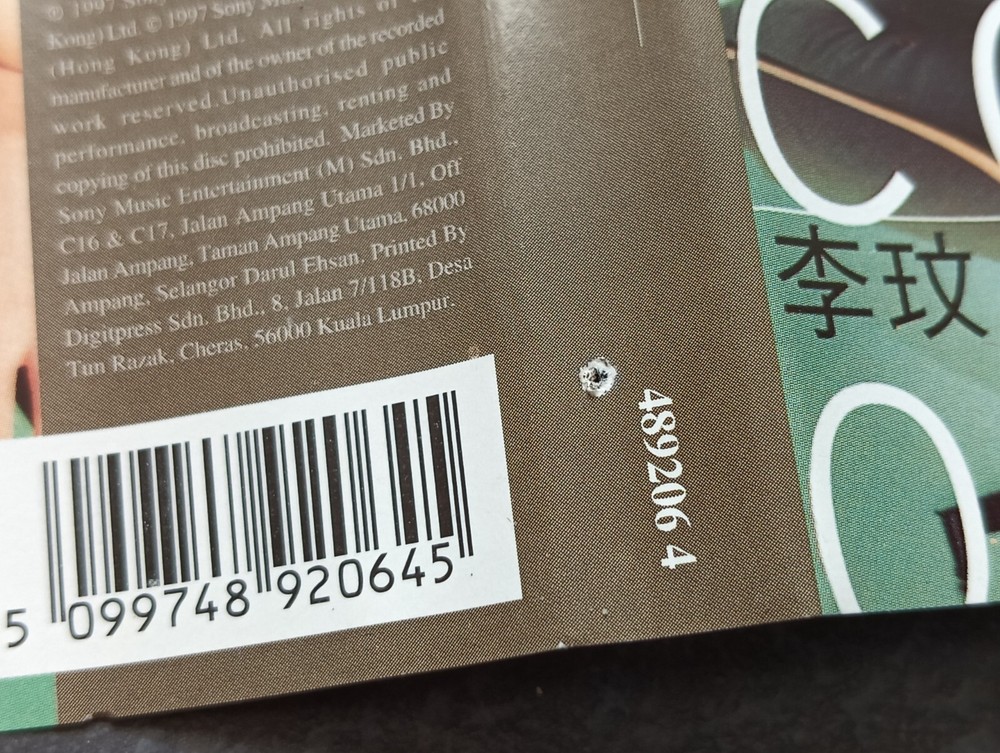 ℗ 1997 Sony
Kong) Ltd. © 1997 Sony Mus
(Hong Kong) Ltd. All rights of
manufacturer and of the owner of the recorded
work reserved.Unauthorised public
performance, broadcasting, renting and
copying of this disc prohibited. Marketed By
Sony Music Entertainment (M) Sdn. Bhd.,
C16 & C17, Jalan Ampang Utama 1/1, Off
Jalan Ampang, Taman Ampang Utama, 68000
Ampang, Selangor Darul Ehsan. Printed By
Digitpress Sdn. Bhd., 8, Jalan 7/118B, Desa
Tun Razak, Cheras, 56000 Kuala Lumpur.
5 099748 920645
489206 4
C
李玟
O